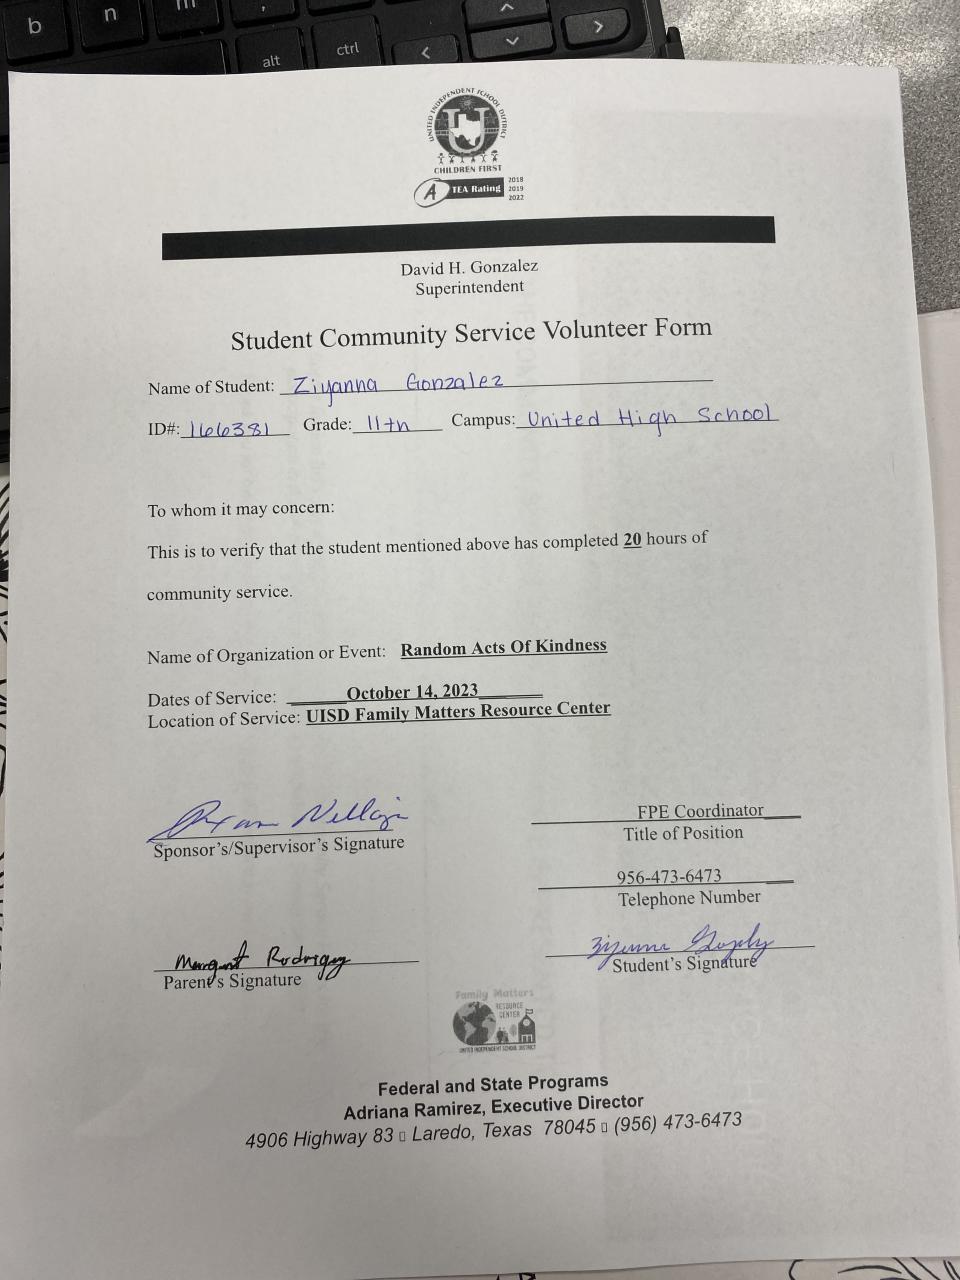 b n m ,
alt ctrl < ^ ⌄ >
UNITED INDEPENDENT SCHOOL DISTRICT
U
CHILDREN FIRST
A TEA Rating 2018 2019 2022
David H. Gonzalez
Superintendent
Student Community Service Volunteer Form
Name of Student: Ziyanna Gonzalez
ID#: 166381 Grade: 11th Campus: United High School
To whom it may concern:
This is to verify that the student mentioned above has completed 20 hours of
community service.
Name of Organization or Event: Random Acts Of Kindness
Dates of Service: October 14, 2023
Location of Service: UISD Family Matters Resource Center
FPE Coordinator
Sponsor's/Supervisor's Signature Title of Position
956-473-6473
Telephone Number
Margaret Rodriguez
Parent's Signature Student's Signature
Family Matters
RESOURCE
CENTER
UNITED INDEPENDENT SCHOOL DISTRICT
Federal and State Programs
Adriana Ramirez, Executive Director
4906 Highway 83 ▯ Laredo, Texas 78045 ▯ (956) 473-6473